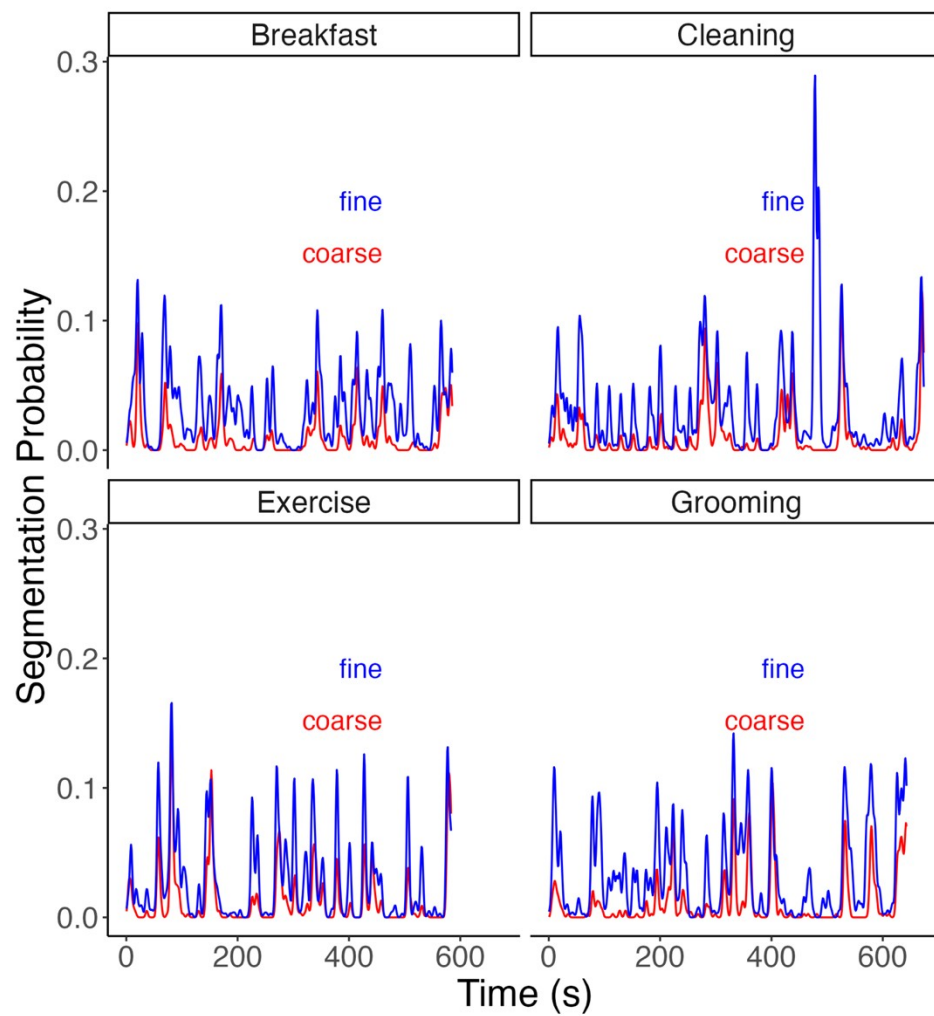 Breakfast
Cleaning
0.3
0.2
0.1
0.0
fine
coarse
fine
coarse
Exercise
Grooming
0.3
0.2
0.1
0.0
fine
coarse
fine
coarse
0
200
400
600
0
200
400
600
Time (s)
Segmentation Probability